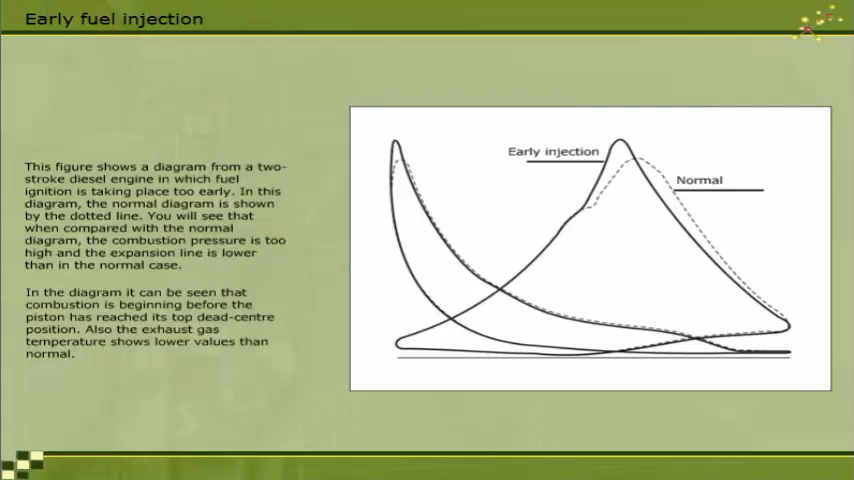 Early fuel injection
This figure shows a diagram from a two-
stroke diesel engine in which fuel
ignition is taking place too early. In this
diagram, the normal diagram is shown
by the dotted line. You will see that
when compared with the normal
diagram, the combustion pressure is too
high and the expansion line is lower
than in the normal case.
In the diagram it can be seen that
combustion is beginning before the
piston has reached its top dead-centre
position. Also the exhaust gas
temperature shows lower values than
normal.
Early injection
Normal